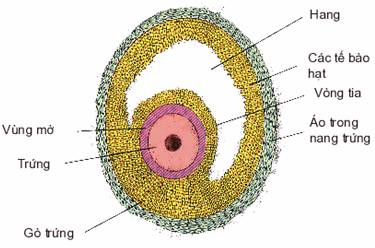 Hang
Các tế bào
hạt
Vòng tia
Áo trong
nang trứng
Vùng mờ
Trứng
Gò trứng